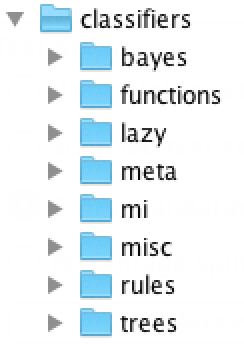 classifiers
bayes
functions
lazy
meta
mi
misc
rules
trees